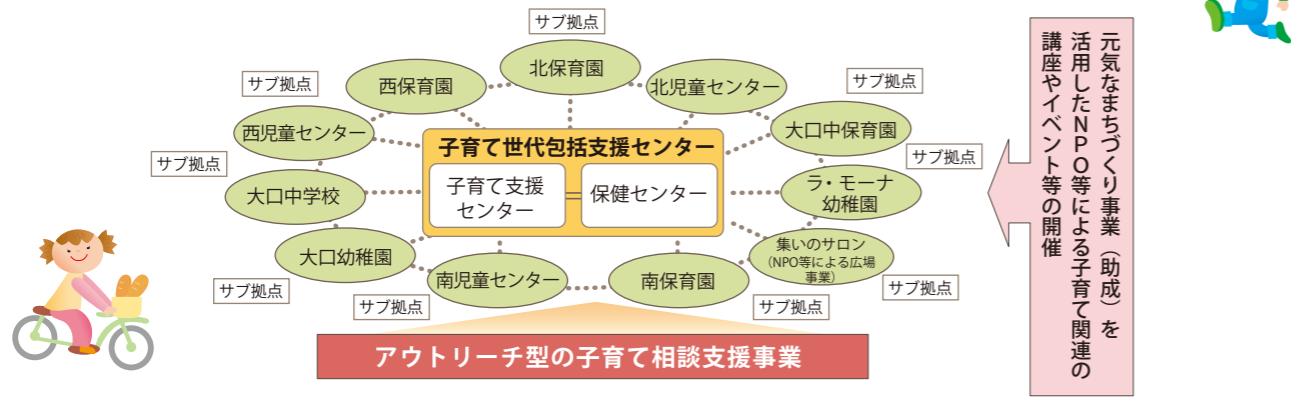 サブ拠点
北保育園
西保育園
北児童センター
サブ拠点
サブ拠点
西児童センター
大口中保育園
子育て世代包括支援センター
サブ拠点
サブ拠点
子育て支援
センター
保健センター
大口中学校
ラ・モーナ
幼稚園
大口幼稚園
集いのサロン
（NPO等による広場
事業）
南児童センター
南保育園
サブ拠点
サブ拠点
サブ拠点
サブ拠点
アウトリーチ型の子育て相談支援事業
元気なまちづくり事業（助成）を
活用したNPO等による子育て関連の
講座やイベント等の開催